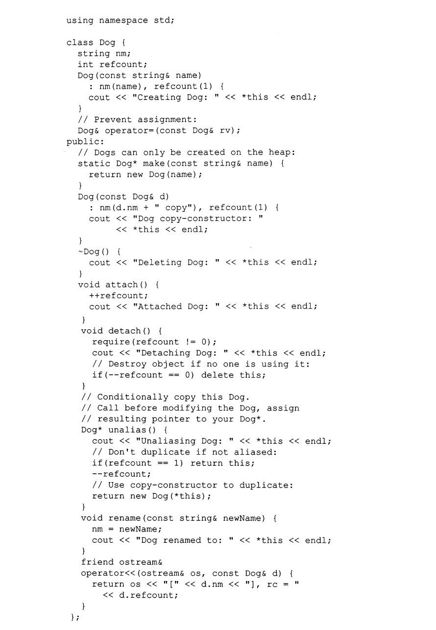 using namespace std;
class Dog {
string nm;
int refcount;
Dog(const string& name)
: nm(name), refcount(1) {
cout << "Creating Dog: " << *this << endl;
}
// Prevent assignment:
Dog& operator=(const Dog& rv);
public:
// Dogs can only be created on the heap:
static Dog* make(const string& name) {
return new Dog(name);
}
Dog(const Dog& d)
: nm(d.nm + " copy"), refcount(1) {
cout << "Dog copy-constructor: "
<< *this << endl;
}
~Dog() {
cout << "Deleting Dog: " << *this << endl;
}
void attach() {
++refcount;
cout << "Attached Dog: " << *this << endl;
}
void detach() {
require(refcount != 0);
cout << "Detaching Dog: " << *this << endl;
// Destroy object if no one is using it:
if(--refcount == 0) delete this;
}
// Conditionally copy this Dog.
// Call before modifying the Dog, assign
// resulting pointer to your Dog*.
Dog* unalias() {
cout << "Unaliasing Dog: " << *this << endl;
// Don't duplicate if not aliased:
if(refcount == 1) return this;
--refcount;
// Use copy-constructor to duplicate:
return new Dog(*this);
}
void rename(const string& newName) {
nm = newName;
cout << "Dog renamed to: " << *this << endl;
}
friend ostream&
operator<<(ostream& os, const Dog& d) {
return os << "[" << d.nm << "], rc = "
<< d.refcount;
}
};